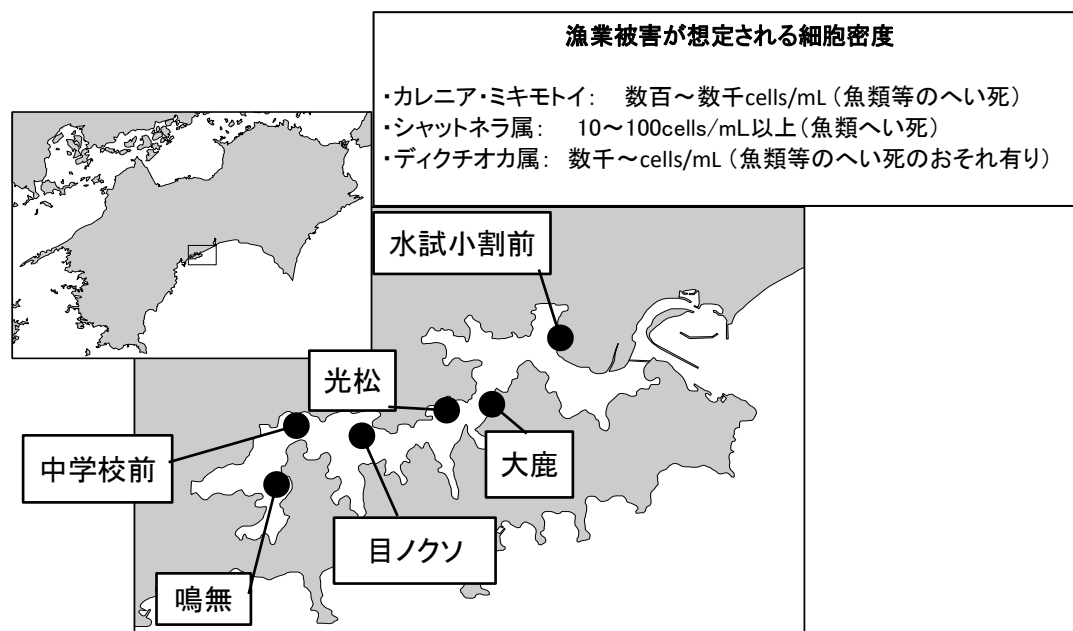 漁業被害が想定される細胞密度
・カレニア・ミキモトイ： 数百～数千cells/mL（魚類等のへい死）
・シャットネラ属： 10～100cells/mL以上（魚類へい死）
・ディクチオカ属： 数千～cells/mL（魚類等のへい死のおそれ有り）
水試小割前
光松
中学校前
大鹿
目ノクソ
鳴無